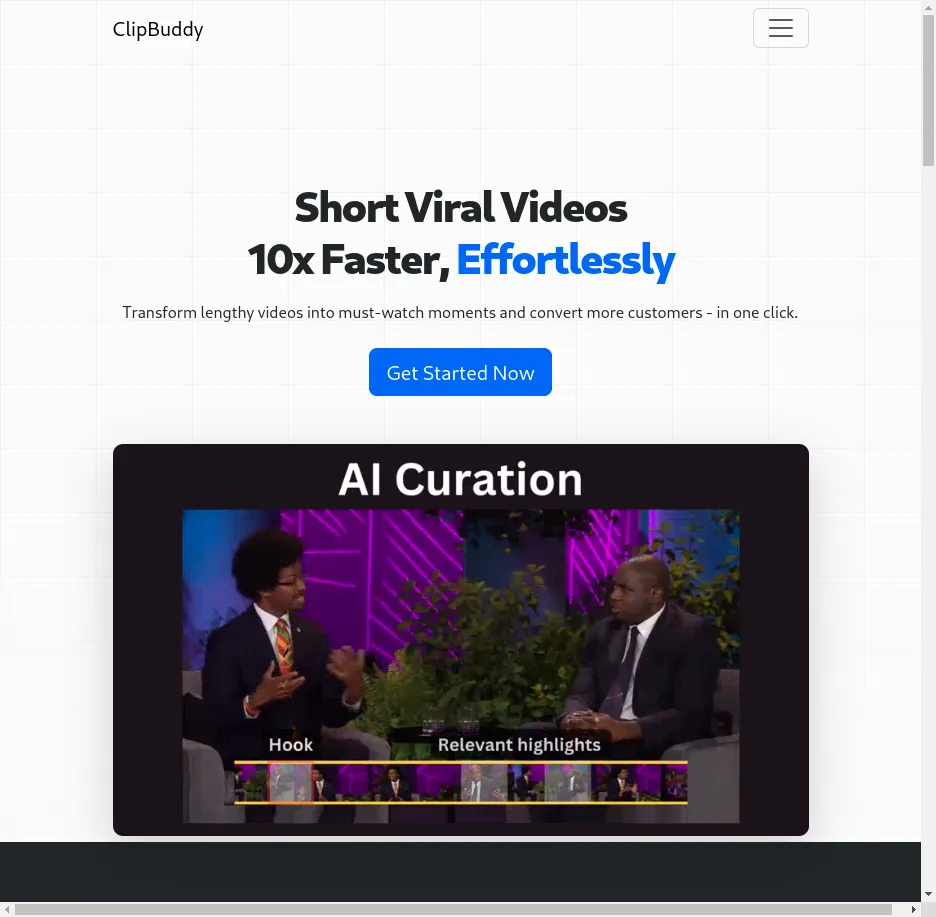 ClipBuddy
Short Viral Videos
10x Faster, Effortlessly
Transform lengthy videos into must-watch moments and convert more customers - in one click.
Get Started Now
AI Curation
Hook
Relevant highlights